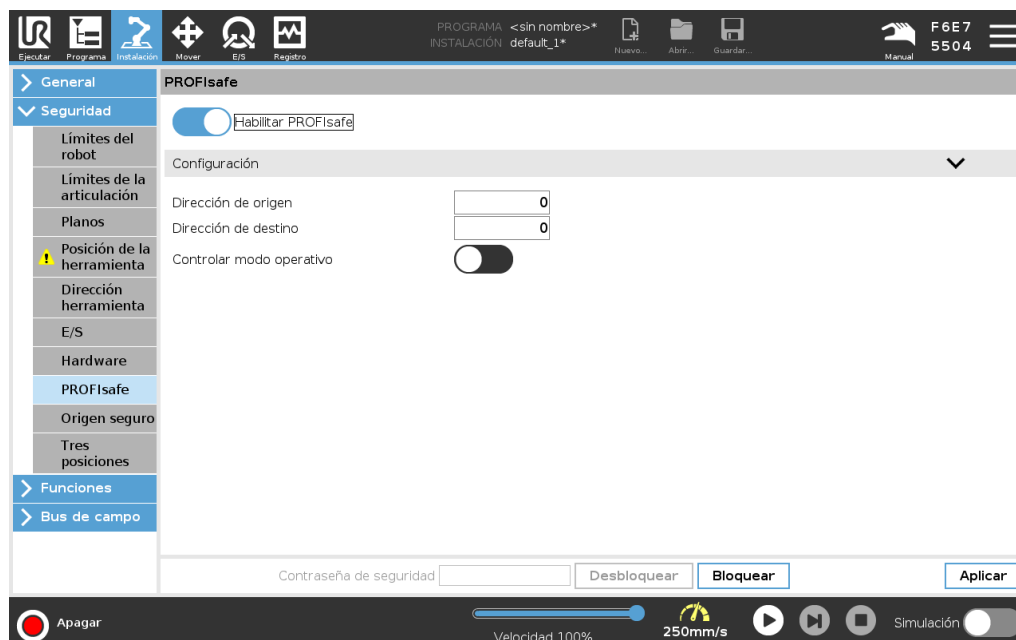 PROGRAMA <sin nombre>*
INSTALACIÓN default_1*
UR
Ejecutar
Programa
Instalación
Mover
E/S
Registro
Nuevo...
Abrir...
Guardar...
Manual
F6E7
5504
General
Seguridad
Límites del
robot
Límites de la
articulación
Planos
Posición de la
herramienta
Dirección
herramienta
E/S
Hardware
PROFIsafe
Origen seguro
Tres
posiciones
Funciones
Bus de campo
PROFIsafe
Habilitar PROFIsafe
Configuración
Dirección de origen 0
Dirección de destino 0
Controlar modo operativo
Contraseña de seguridad
Desbloquear
Bloquear
Aplicar
Apagar
Velocidad 100%
250mm/s
Simulación